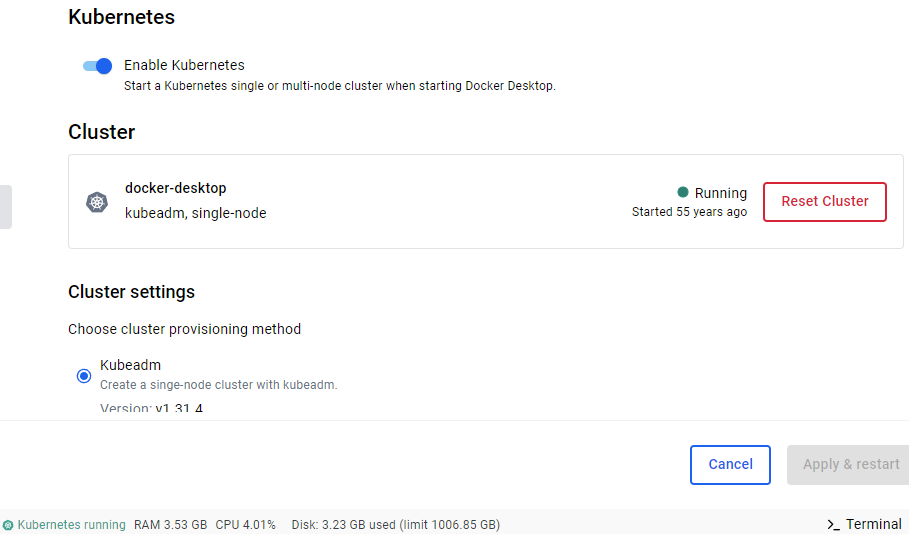 Kubernetes
Enable Kubernetes
Start a Kubernetes single or multi-node cluster when starting Docker Desktop.
Cluster
docker-desktop
kubeadm, single-node
Running
Started 55 years ago
Reset Cluster
Cluster settings
Choose cluster provisioning method
Kubeadm
Create a singe-node cluster with kubeadm.
Version: v1.31.4
Cancel
Apply & restart
Kubernetes running RAM 3.53 GB CPU 4.01% Disk: 3.23 GB used (limit 1006.85 GB) >_ Terminal